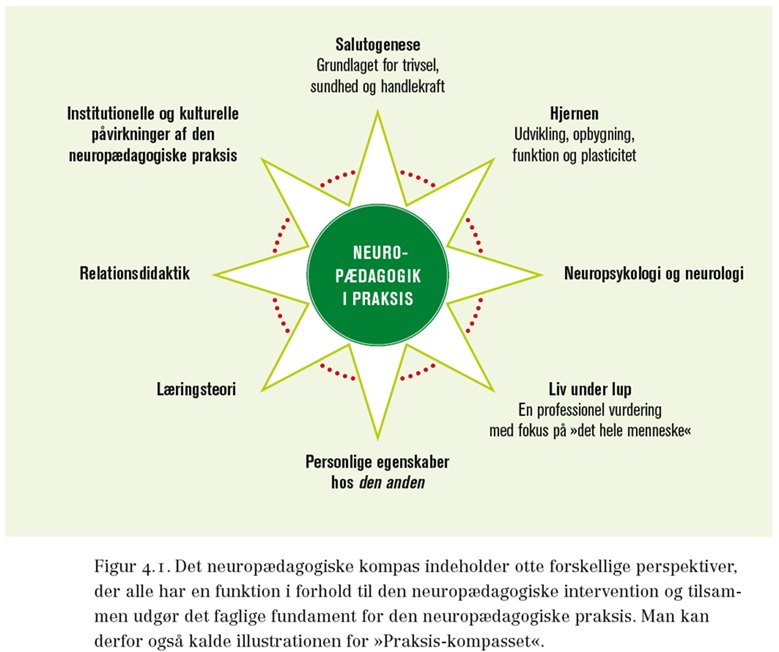 Salutogenese
Grundlaget for trivsel,
sundhed og handlekraft
Institutionelle og kulturelle
påvirkninger af den
neuropædagogiske praksis
Hjernen
Udvikling, opbygning,
funktion og plasticitet
NEURO-
PÆDAGOGIK
I PRAKSIS
Relationsdidaktik
Neuropsykologi og neurologi
Læringsteori
Liv under lup
En professionel vurdering
med fokus på »det hele menneske«
Personlige egenskaber
hos den anden
Figur 4.1. Det neuropædagogiske kompas indeholder otte forskellige perspektiver,
der alle har en funktion i forhold til den neuropædagogiske intervention og tilsam-
men udgør det faglige fundament for den neuropædagogiske praksis. Man kan
derfor også kalde illustrationen for »Praksis-kompasset«.